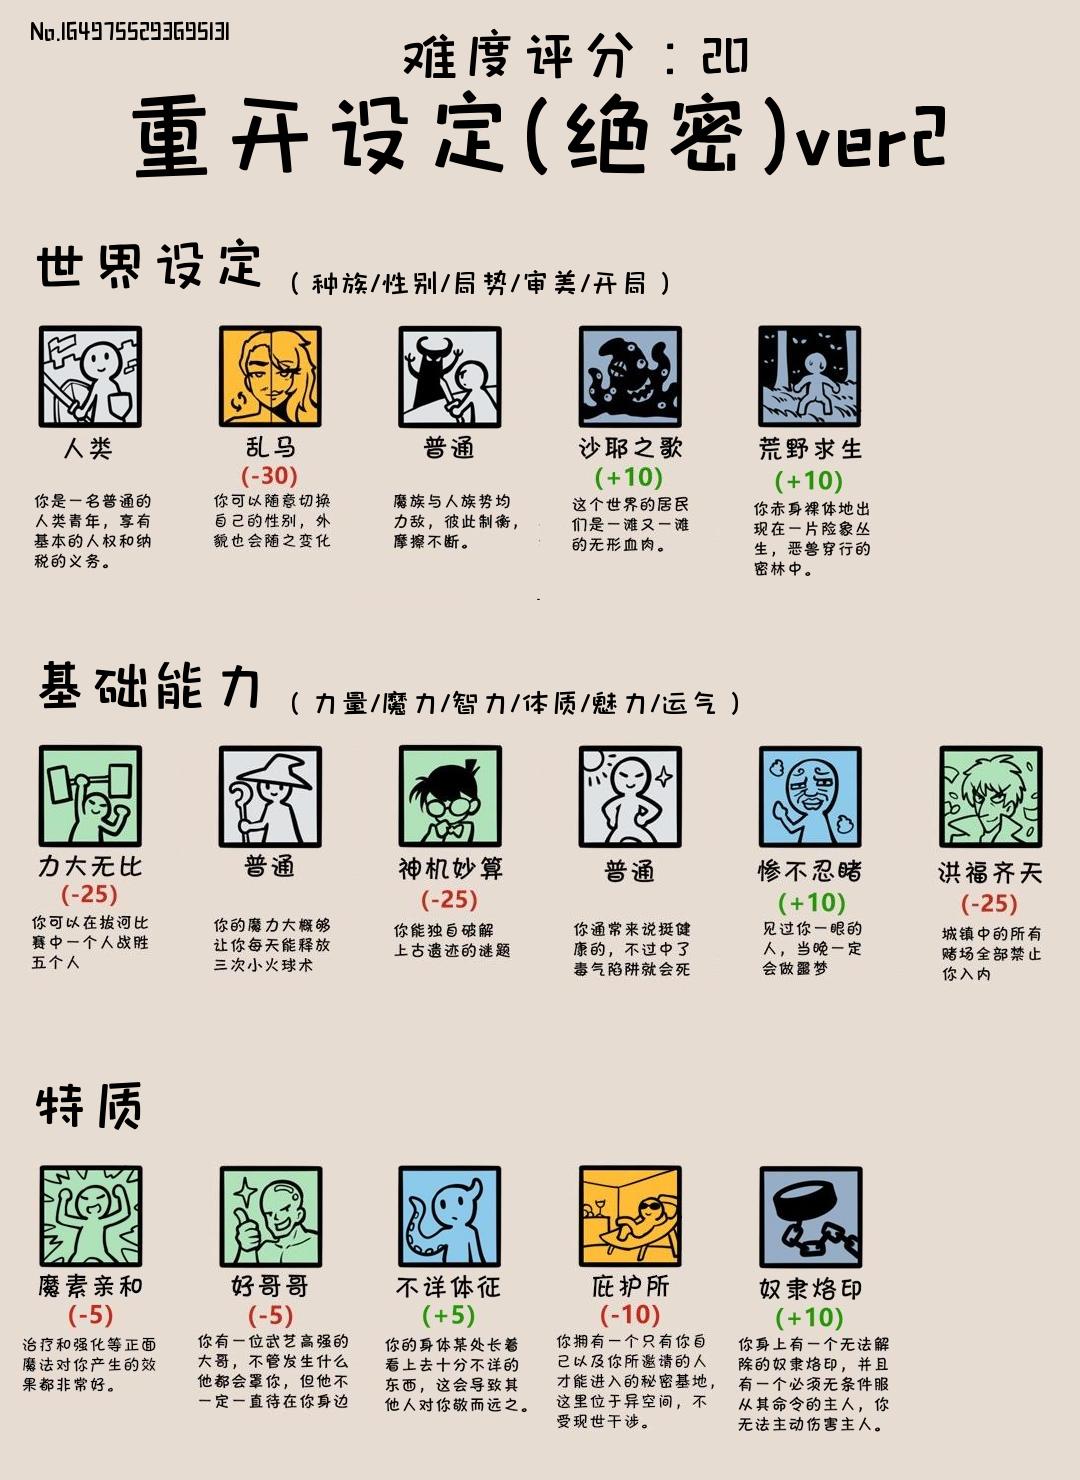 No.1649755293695131
难度评分：20
重开设定(绝密)ver2
世界设定 （种族/性别/局势/审美/开局）
人类
乱马
普通
沙耶之歌
荒野求生
(-30)
(+10)
(+10)
你是一名普通的
人类青年，享有
基本的人权和纳
税的义务。
你可以随意切换
自己的性别，外
貌也会随之变化
魔族与人族势均
力敌，彼此制衡，
摩擦不断。
这个世界的居民
们是一滩又一滩
的无形血肉。
你赤身裸体地出
现在一片险象丛
生，恶兽穿行的
密林中。
基础能力 （力量/魔力/智力/体质/魅力/运气）
力大无比
普通
神机妙算
普通
惨不忍睹
洪福齐天
(-25)
(-25)
(+10)
(-25)
你可以在拔河比
赛中一个人战胜
五个人
你的魔力大概够
让你每天能释放
三次小火球术
你能独自破解
上古遗迹的谜题
你通常来说挺健
康的，不过中了
毒气陷阱就会死
见过你一眼的
人，当晚一定
会做噩梦
城镇中的所有
赌场全部禁止
你入内
特质
魔素亲和
好哥哥
不详体征
庇护所
奴隶烙印
(-5)
(-5)
(+5)
(-10)
(+10)
治疗和强化等正面
魔法对你产生的效
果都非常好。
你有一位武艺高强的
大哥，不管发生什么
他都会罩你，但他不
一定一直待在你身边
你的身体某处长着
看上去十分不详的
东西，这会导致其
他人对你敬而远之。
你拥有一个只有你自
己以及你所邀请的人
才能进入的秘密基地，
这里位于异空间，不
受现世干涉。
你身上有一个无法解
除的奴隶烙印，并且
有一个必须无条件服
从其命令的主人，你
无法主动伤害主人。